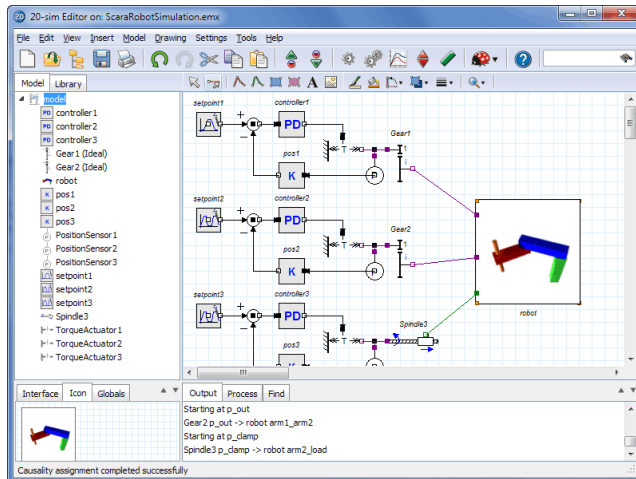 20-sim Editor on: ScaraRobotSimulation.emx
File Edit View Insert Model Drawing Settings Tools Help
Model Library
model
controller1
controller2
controller3
Gear1 (Ideal)
Gear2 (Ideal)
robot
pos1
pos2
pos3
PositionSensor1
PositionSensor2
PositionSensor3
setpoint1
setpoint2
setpoint3
Spindle3
TorqueActuator1
TorqueActuator2
TorqueActuator3
setpoint1
controller1
PD
Gear1
T
1
i
pos1
K
P
setpoint2
controller2
PD
Gear2
T
1
i
pos2
K
P
setpoint3
controller3
PD
Spindle3
T
pos3
robot
Interface Icon Globals
Output Process Find
Starting at p_out
Gear2 p_out -> robot arm1_arm2
Starting at p_clamp
Spindle3 p_clamp -> robot arm2_load
Causality assignment completed successfully